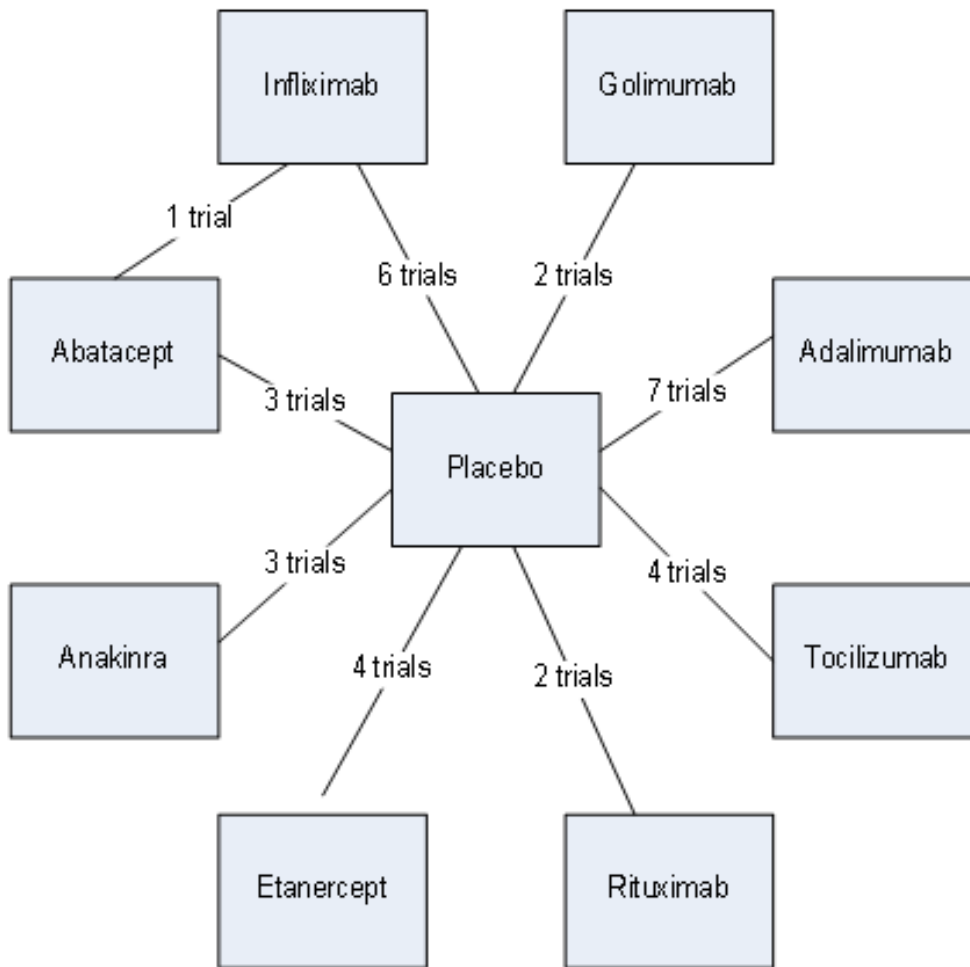 Infliximab
Golimumab
1 trial
6 trials
2 trials
Abatacept
Adalimumab
3 trials
7 trials
Placebo
3 trials
4 trials
Anakinra
4 trials
2 trials
Tocilizumab
Etanercept
Rituximab